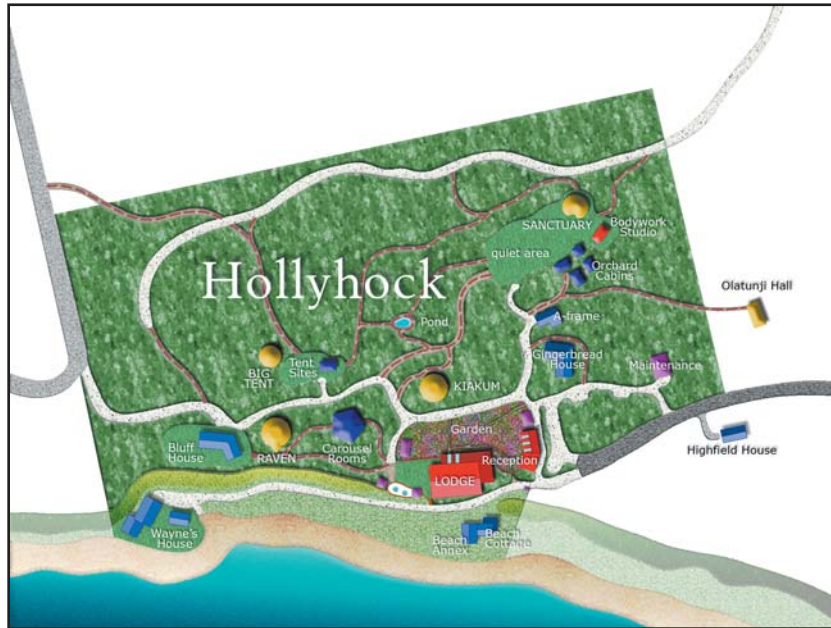 SANCTUARY
Bodywork
Studio
quiet area
Orchard
Cabins
Hollyhock
Olatunji Hall
A-frame
Pond
BIG
TENT
Tent
Sites
Gingerbread
House
Maintenance
KIAKUM
Bluff
House
RAVEN
Carousel
Rooms
Garden
Reception
LODGE
Highfield House
Wayne's
House
Beach
Annex
Beach
Cottage